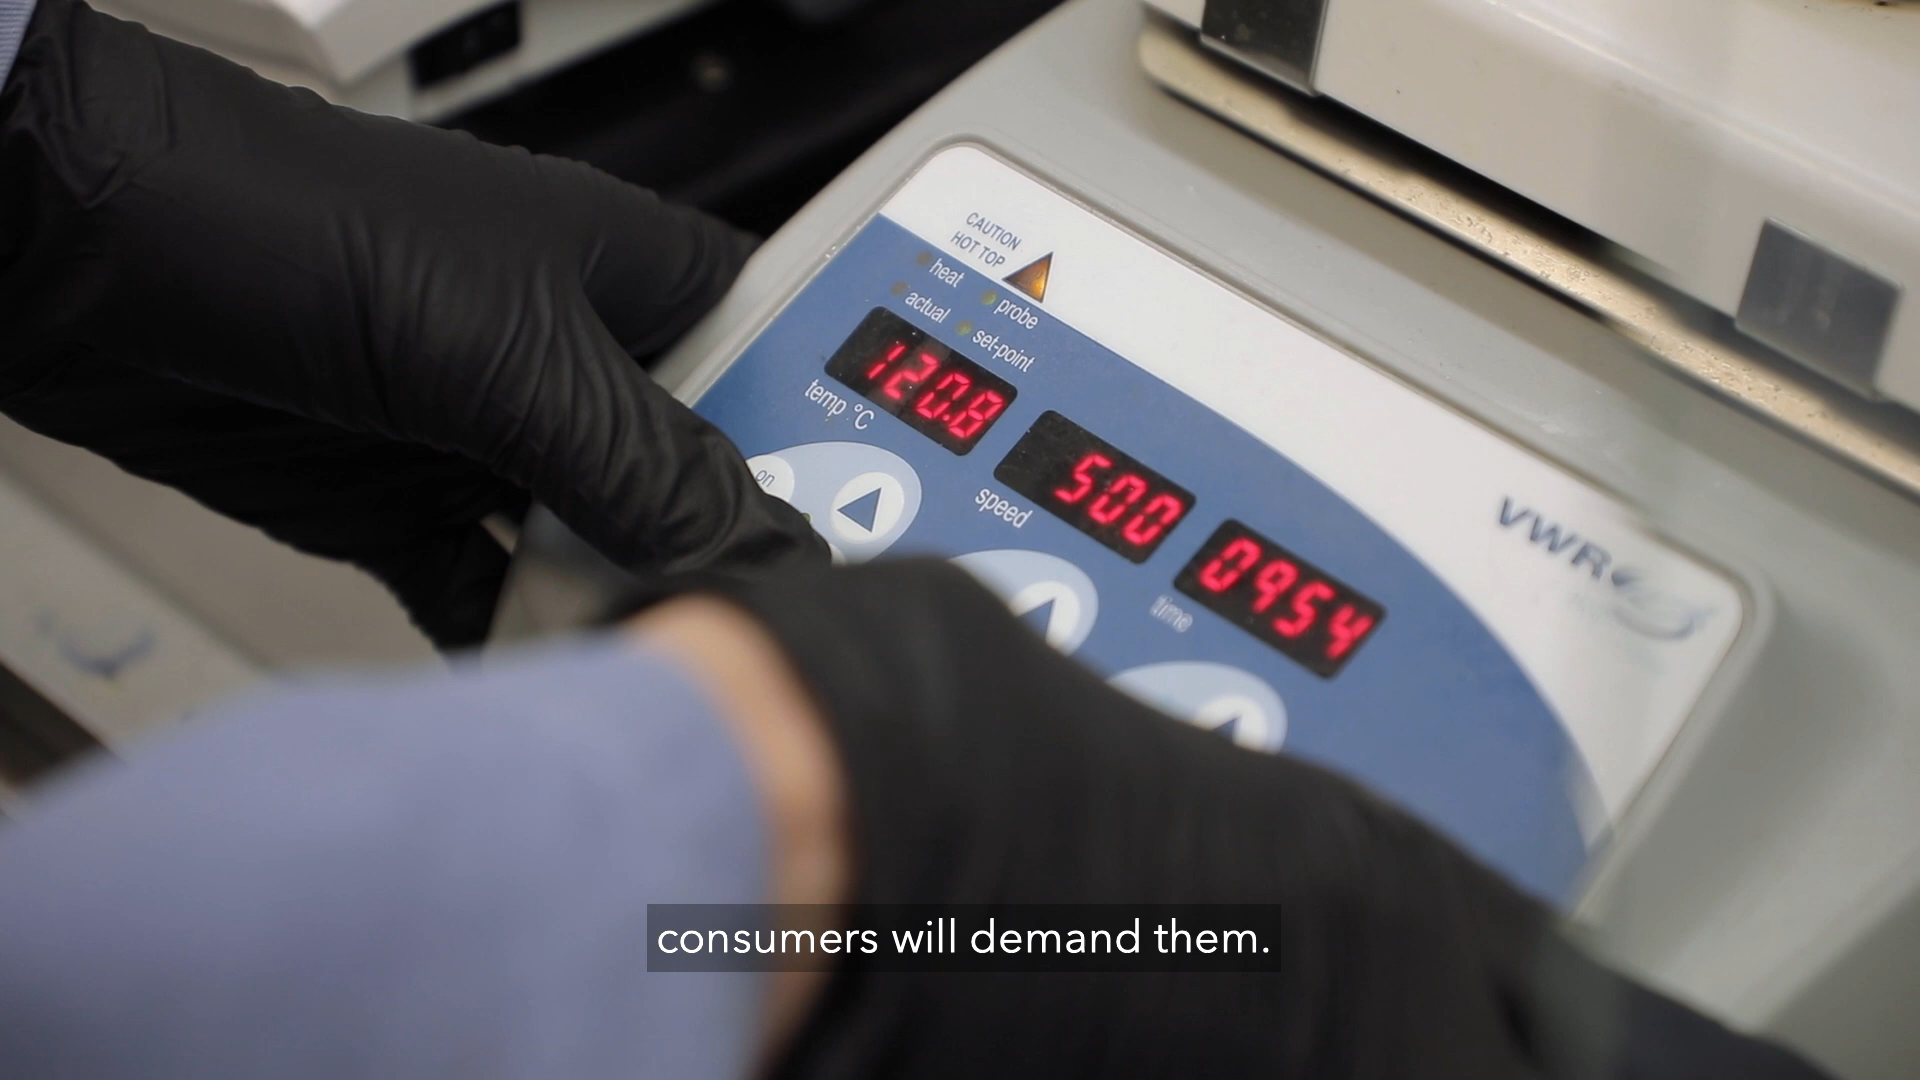 CAUTION
HOT TOP
heat
probe
actual
set-point
120.8
temp °C
500
speed
0954
time
on
VWR
consumers will demand them.